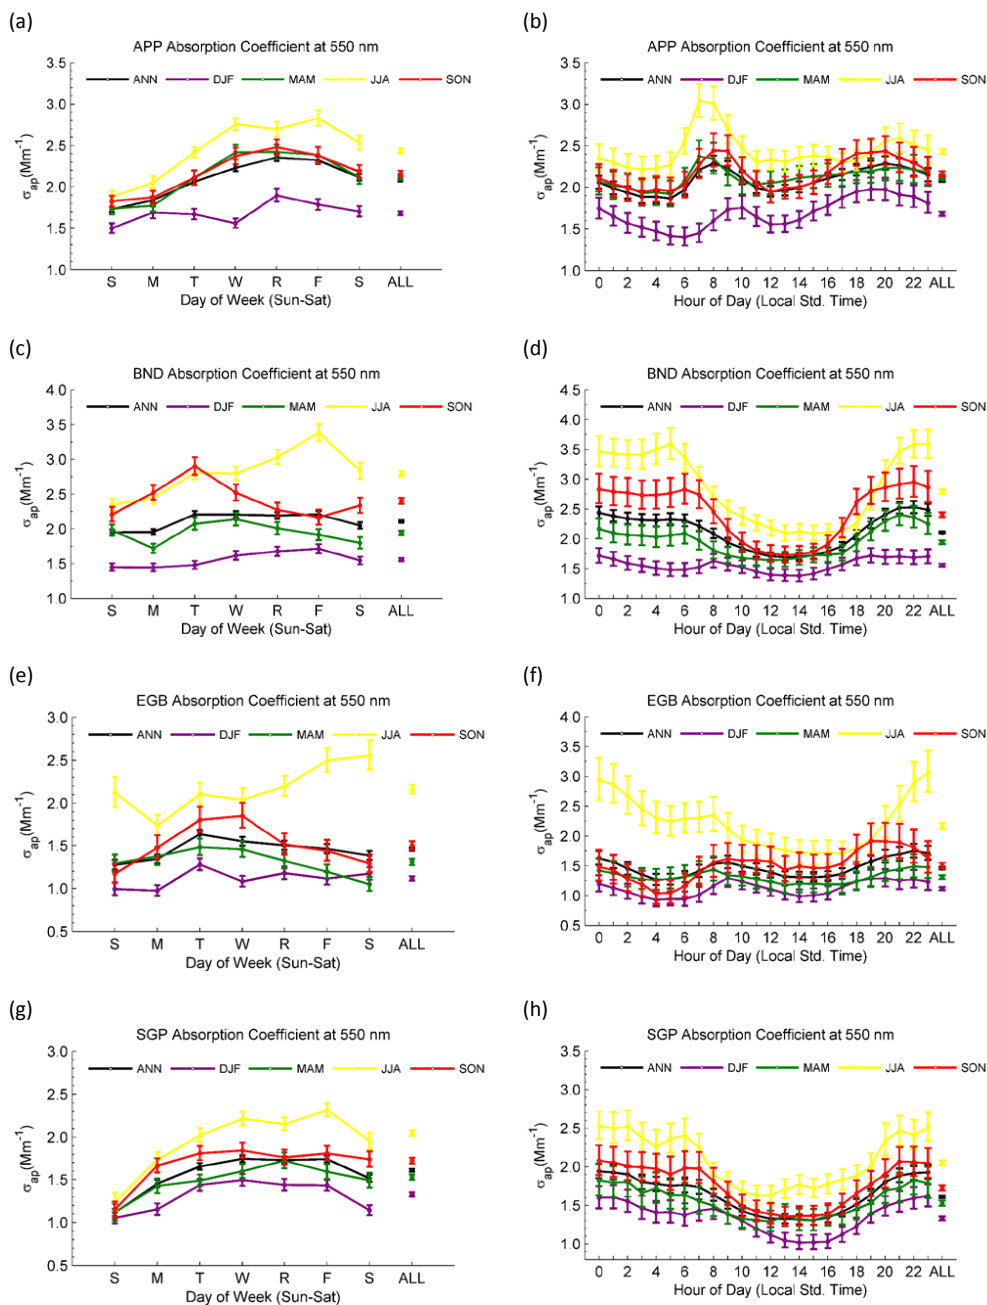 (a)
APP Absorption Coefficient at 550 nm
ANN DJF MAM JJA SON
3.5
3.0
2.5
2.0
1.5
1.0
σap(Mm-1)
S M T W R F S ALL
Day of Week (Sun-Sat)
(b)
APP Absorption Coefficient at 550 nm
ANN DJF MAM JJA SON
3.5
3.0
2.5
2.0
1.5
1.0
σap(Mm-1)
0 2 4 6 8 10 12 14 16 18 20 22 ALL
Hour of Day (Local Std. Time)
(c)
BND Absorption Coefficient at 550 nm
ANN DJF MAM JJA SON
4.0
3.5
3.0
2.5
2.0
1.5
1.0
σap(Mm-1)
S M T W R F S ALL
Day of Week (Sun-Sat)
(d)
BND Absorption Coefficient at 550 nm
ANN DJF MAM JJA SON
4.5
4.0
3.5
3.0
2.5
2.0
1.5
1.0
σap(Mm-1)
0 2 4 6 8 10 12 14 16 18 20 22 ALL
Hour of Day (Local Std. Time)
(e)
EGB Absorption Coefficient at 550 nm
ANN DJF MAM JJA SON
3.0
2.5
2.0
1.5
1.0
0.5
σap(Mm-1)
S M T W R F S ALL
Day of Week (Sun-Sat)
(f)
EGB Absorption Coefficient at 550 nm
ANN DJF MAM JJA SON
4.0
3.5
3.0
2.5
2.0
1.5
1.0
0.5
σap(Mm-1)
0 2 4 6 8 10 12 14 16 18 20 22 ALL
Hour of Day (Local Std. Time)
(g)
SGP Absorption Coefficient at 550 nm
ANN DJF MAM JJA SON
3.0
2.5
2.0
1.5
1.0
σap(Mm-1)
S M T W R F S ALL
Day of Week (Sun-Sat)
(h)
SGP Absorption Coefficient at 550 nm
ANN DJF MAM JJA SON
3.5
3.0
2.5
2.0
1.5
1.0
σap(Mm-1)
0 2 4 6 8 10 12 14 16 18 20 22 ALL
Hour of Day (Local Std. Time)